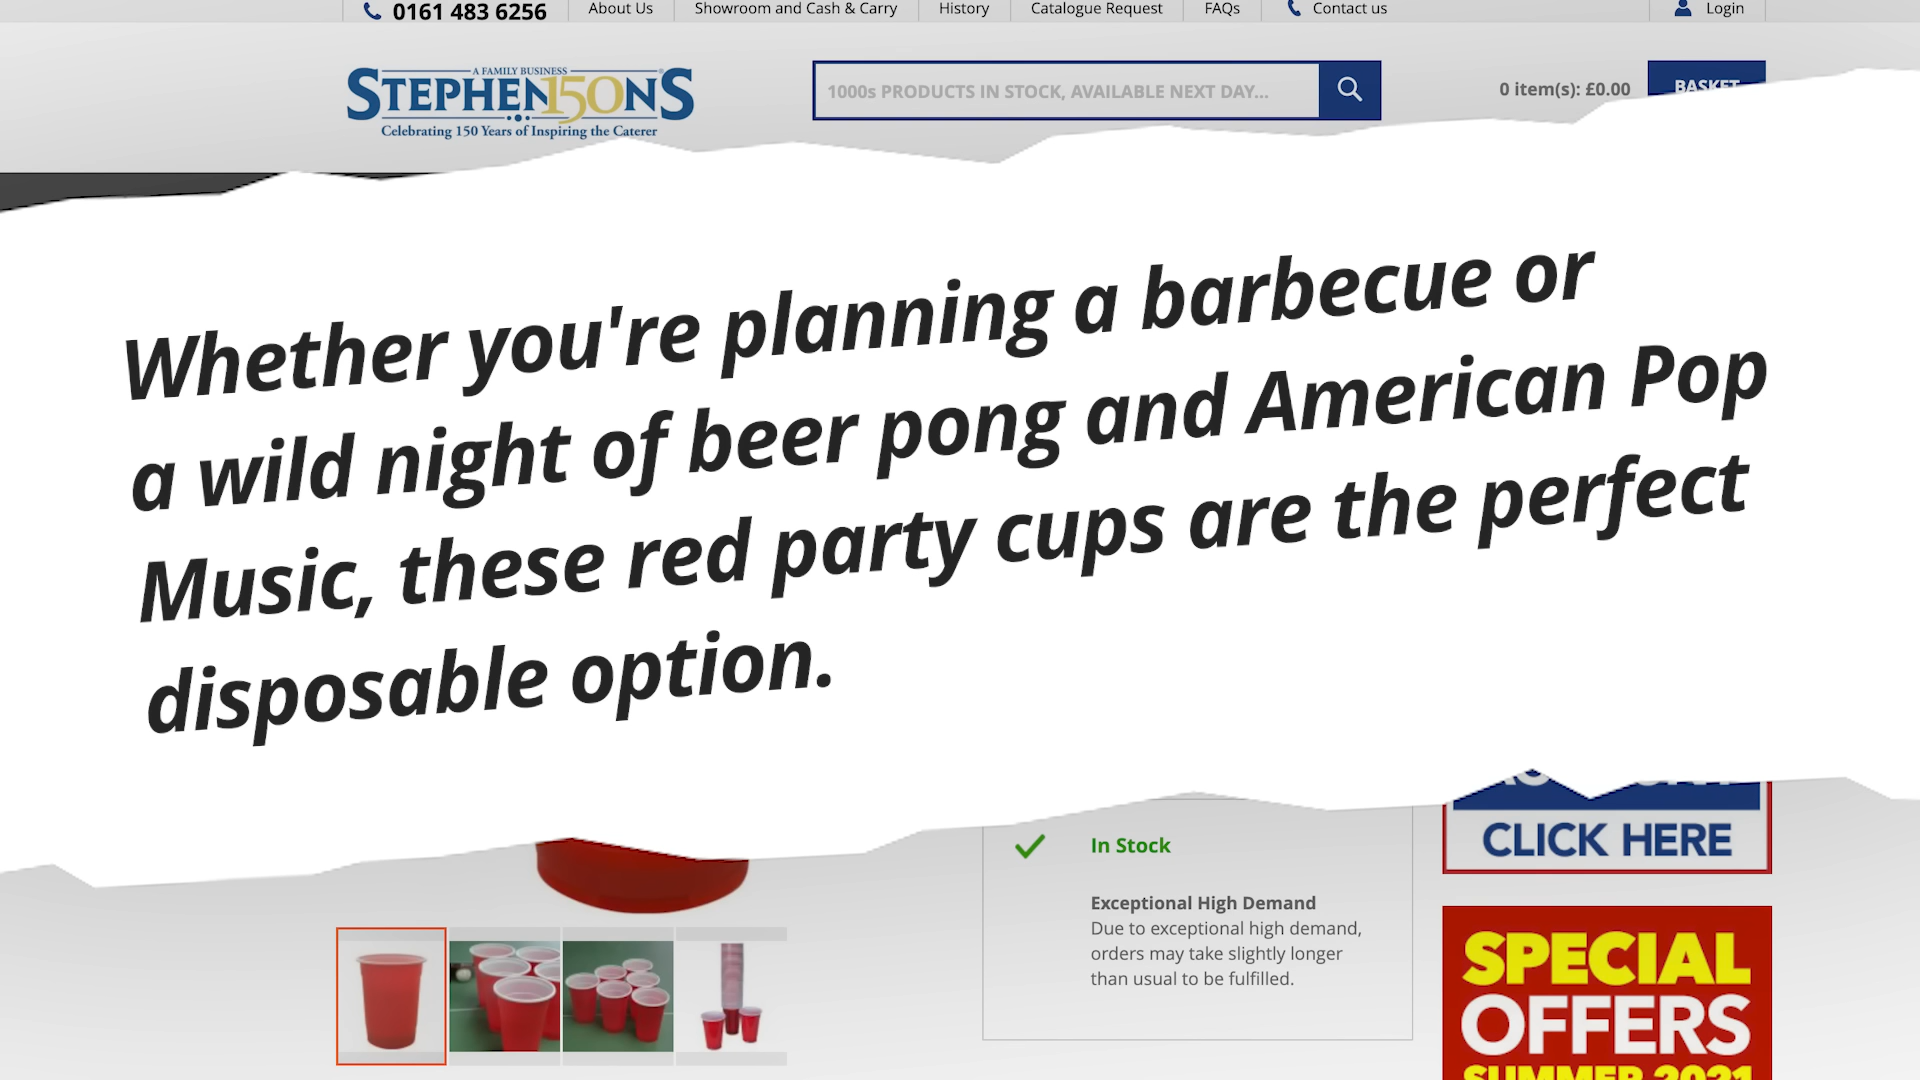 0161 483 6256
About Us
Showroom and Cash & Carry
History
Catalogue Request
FAQs
Contact us
Login
A FAMILY BUSINESS
STEPHEN150NS
Celebrating 150 Years of Inspiring the Caterer
1000s PRODUCTS IN STOCK, AVAILABLE NEXT DAY...
0 item(s): £0.00
BASKET
Whether you're planning a barbecue or
a wild night of beer pong and American Pop
Music, these red party cups are the perfect
disposable option.
In Stock
Exceptional High Demand
Due to exceptional high demand,
orders may take slightly longer
than usual to be fulfilled.
CLICK HERE
SPECIAL
OFFERS
SUMMER 2021